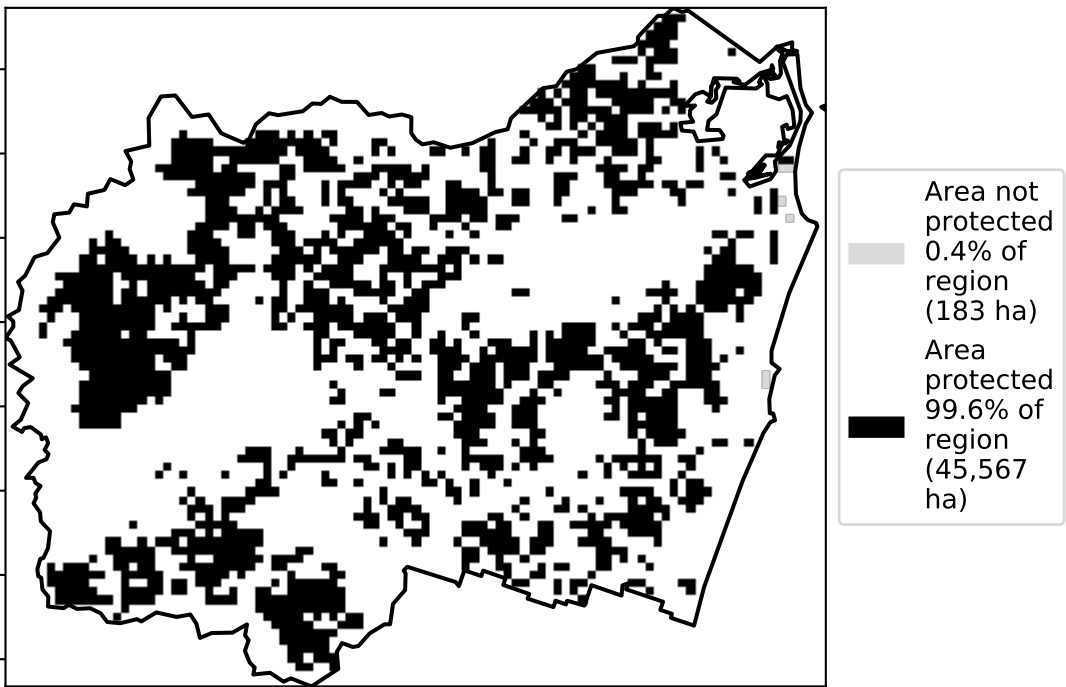 Area not
protected
0.4% of
region
(183 ha)
Area
protected
99.6% of
region
(45,567
ha)